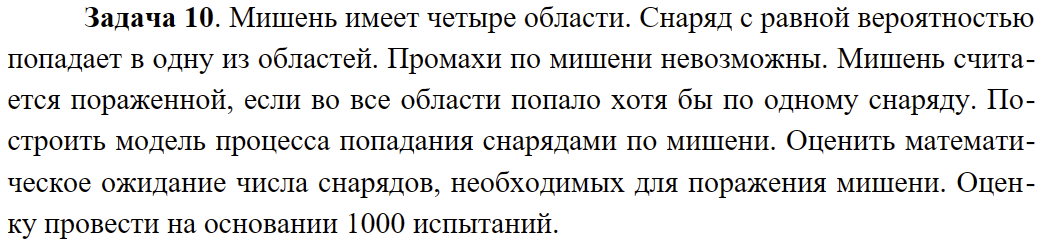 Задача 10. Мишень имеет четыре области. Снаряд с равной вероятностью
попадает в одну из областей. Промахи по мишени невозможны. Мишень счита-
ется пораженной, если во все области попало хотя бы по одному снаряду. По-
строить модель процесса попадания снарядами по мишени. Оценить математи-
ческое ожидание числа снарядов, необходимых для поражения мишени. Оцен-
ку провести на основании 1000 испытаний.